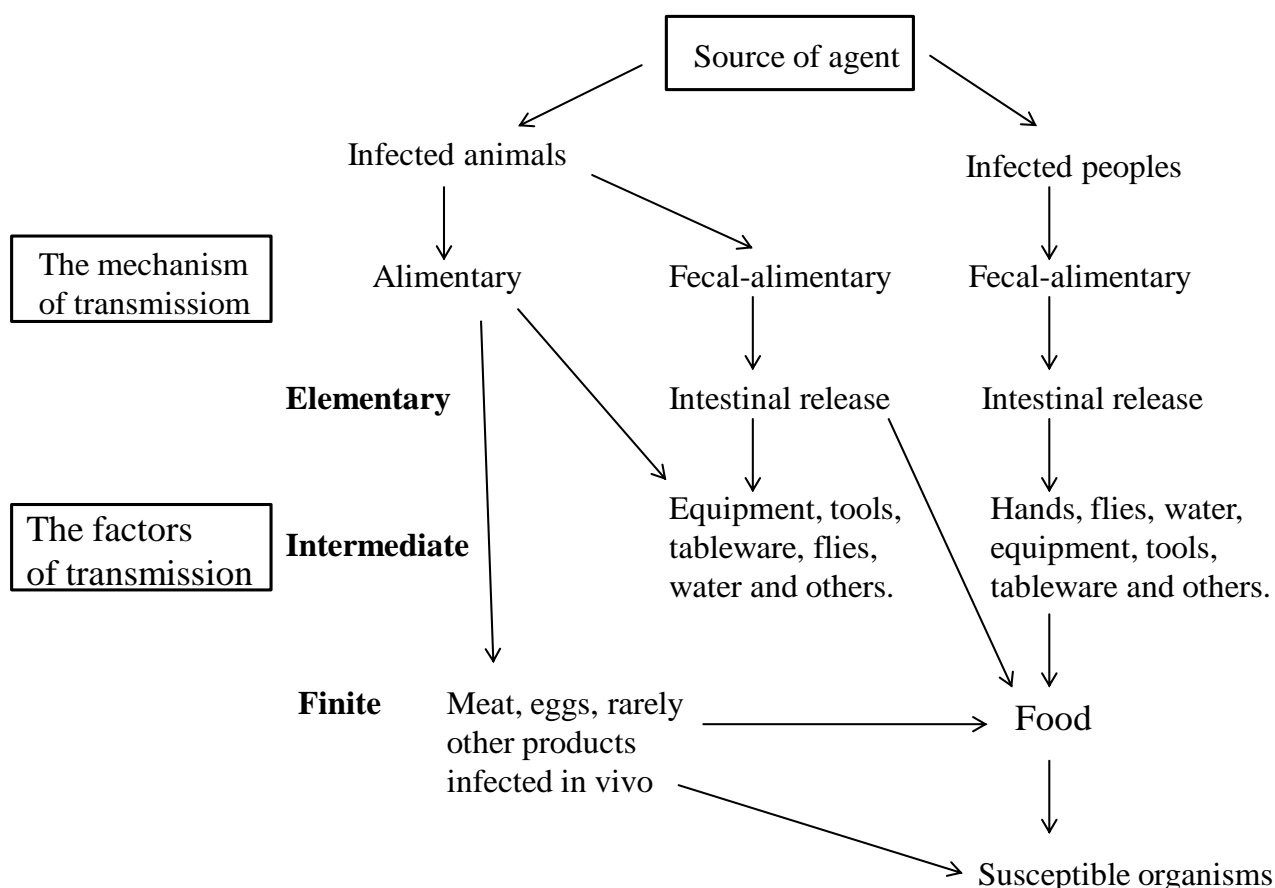 Source of agent
Infected animals
Infected peoples
The mechanism
of transmissiom
Alimentary
Fecal-alimentary
Fecal-alimentary
Elementary
Intestinal release
Intestinal release
The factors
of transmission
Intermediate
Equipment, tools,
tableware, flies,
water and others.
Hands, flies, water,
equipment, tools,
tableware and others.
Finite
Meat, eggs, rarely
other products
infected in vivo
Food
Susceptible organisms